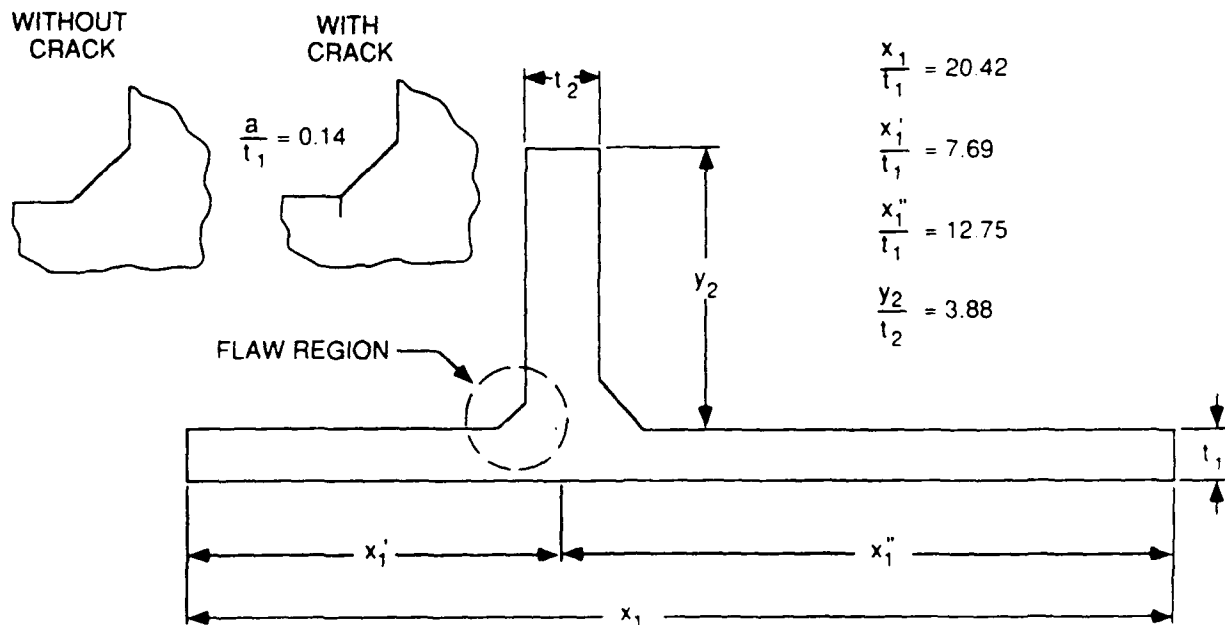 WITHOUT
CRACK
WITH
CRACK
a/t₁ = 0.14
t₂
x₁/t₁ = 20.42
x₁'/t₁ = 7.69
x₁"/t₁ = 12.75
y₂/t₂ = 3.88
y₂
FLAW REGION
t₁
x₁'
x₁"
x₁